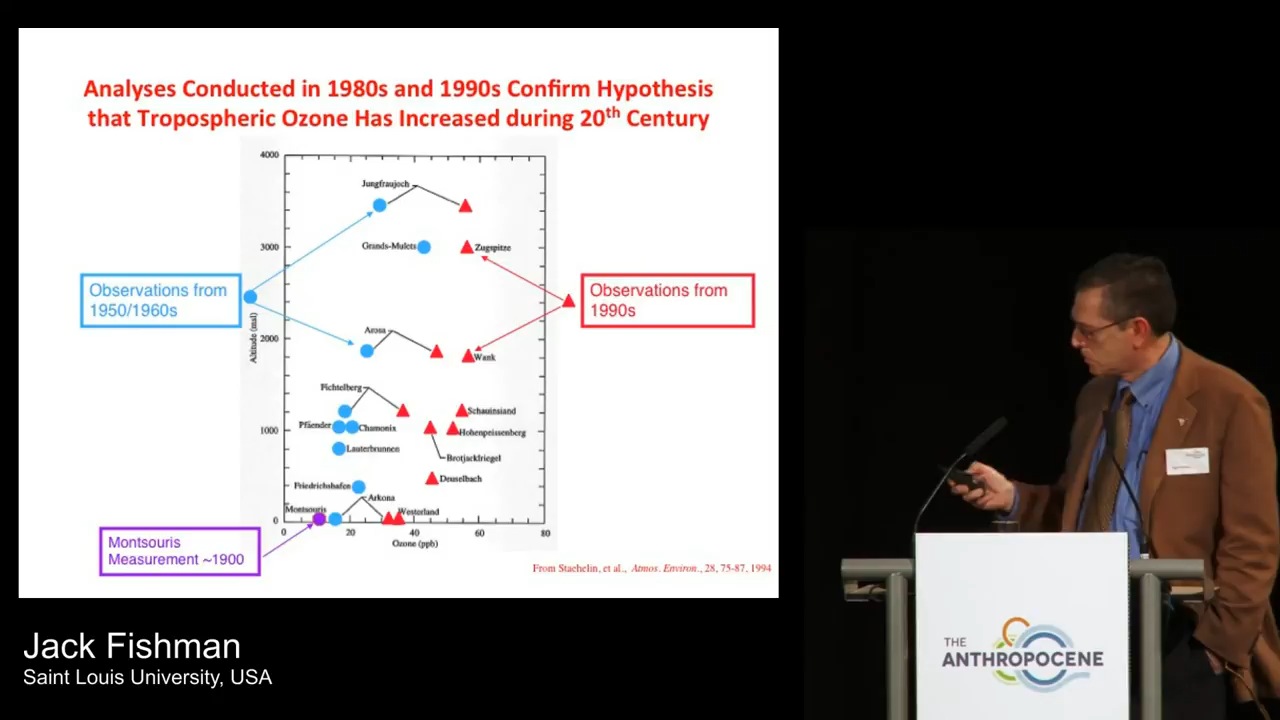 Analyses Conducted in 1980s and 1990s Confirm Hypothesis
that Tropospheric Ozone Has Increased during 20th Century
4000
Jungfraujoch
3000
Grands-Mulets
Zugspitze
Observations from
1950/1960s
Observations from
1990s
2000
Arosa
Wank
Altitude (msl)
Fichtelberg
Schauinsland
1000
Pfänder
Chamonix
Hohenpeissenberg
Lauterbrunnen
Brotjacklriegel
Deuselbach
Friedrichshafen
Arkona
Montsouris
Westerland
0
0
20
40
60
80
Ozone (ppb)
Montsouris
Measurement ~1900
From Staehelin, et al., Atmos. Environ., 28, 75-87, 1994
Jack Fishman
Saint Louis University, USA
THE
ANTHROPOCENE